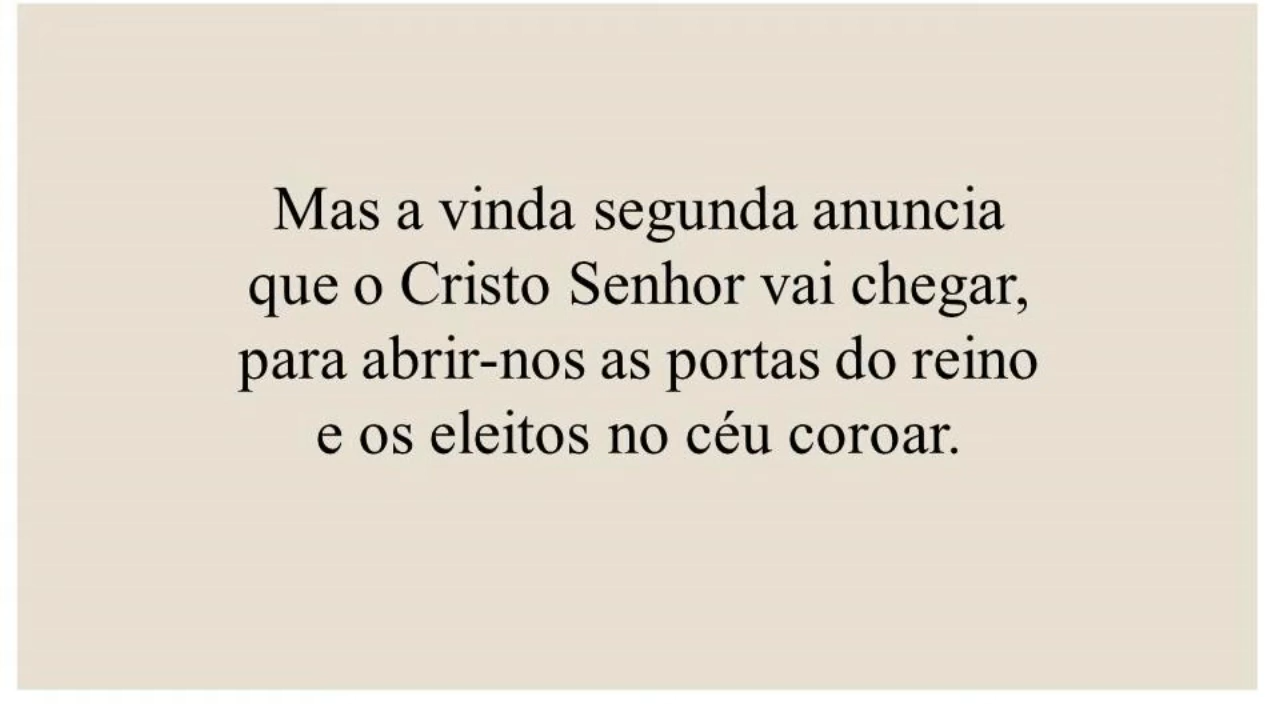 Mas a vinda segunda anuncia
que o Cristo Senhor vai chegar,
para abrir-nos as portas do reino
e os eleitos no céu coroar.